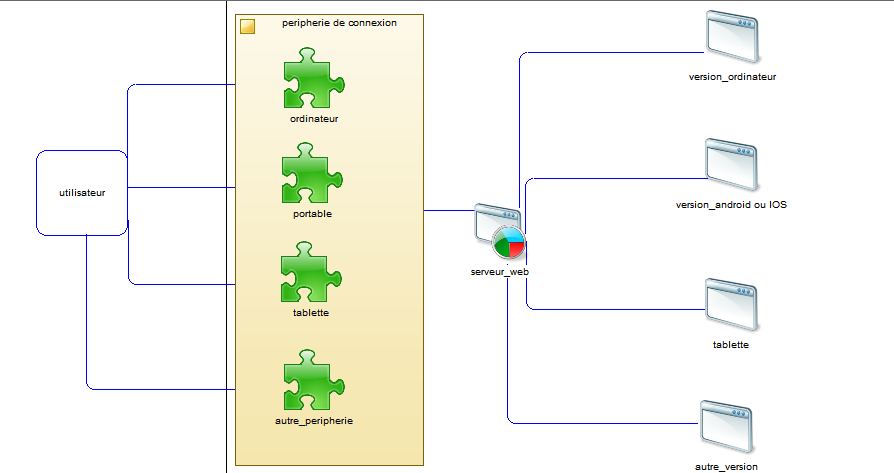 peripherie de connexion
ordinateur
portable
tablette
autre_peripherie
utilisateur
serveur_web
version_ordinateur
version_android ou IOS
tablette
autre_version